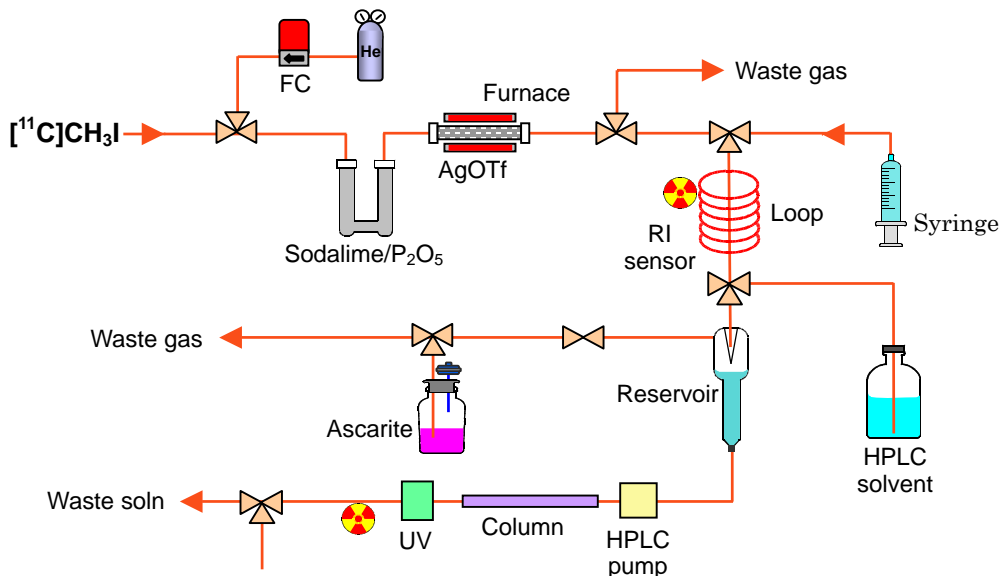 He
FC
Waste gas
Furnace
[¹¹C]CH₃I
AgOTf
Loop
Syringe
RI
sensor
Sodalime/P₂O₅
Waste gas
Reservoir
Ascarite
HPLC
solvent
Waste soln
Column
UV
HPLC
pump